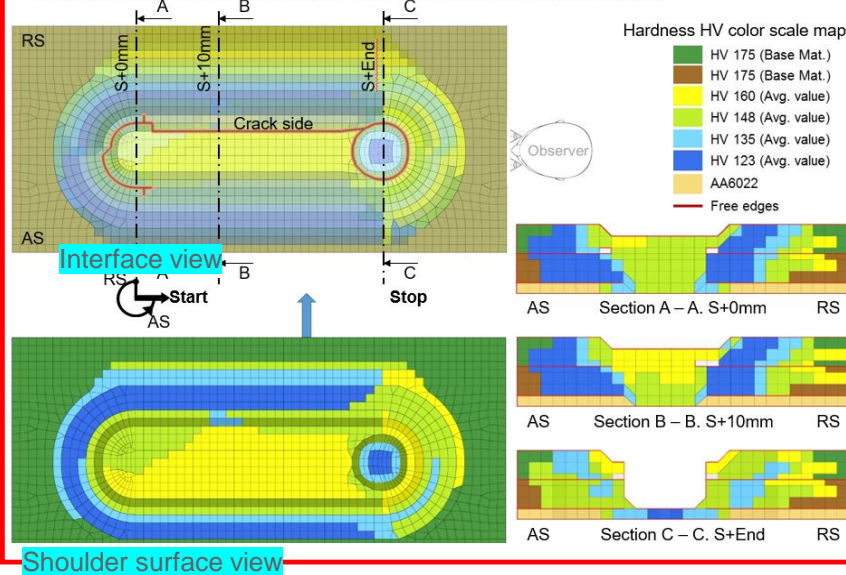 A B C
RS
S+0mm
S+10mm
S+End
Crack side
AS
Interface view
A B C
RS
Start
Stop
AS
Observer
Hardness HV color scale map
HV 175 (Base Mat.)
HV 175 (Base Mat.)
HV 160 (Avg. value)
HV 148 (Avg. value)
HV 135 (Avg. value)
HV 123 (Avg. value)
AA6022
Free edges
AS Section A – A. S+0mm RS
AS Section B – B. S+10mm RS
AS Section C – C. S+End RS
Shoulder surface view